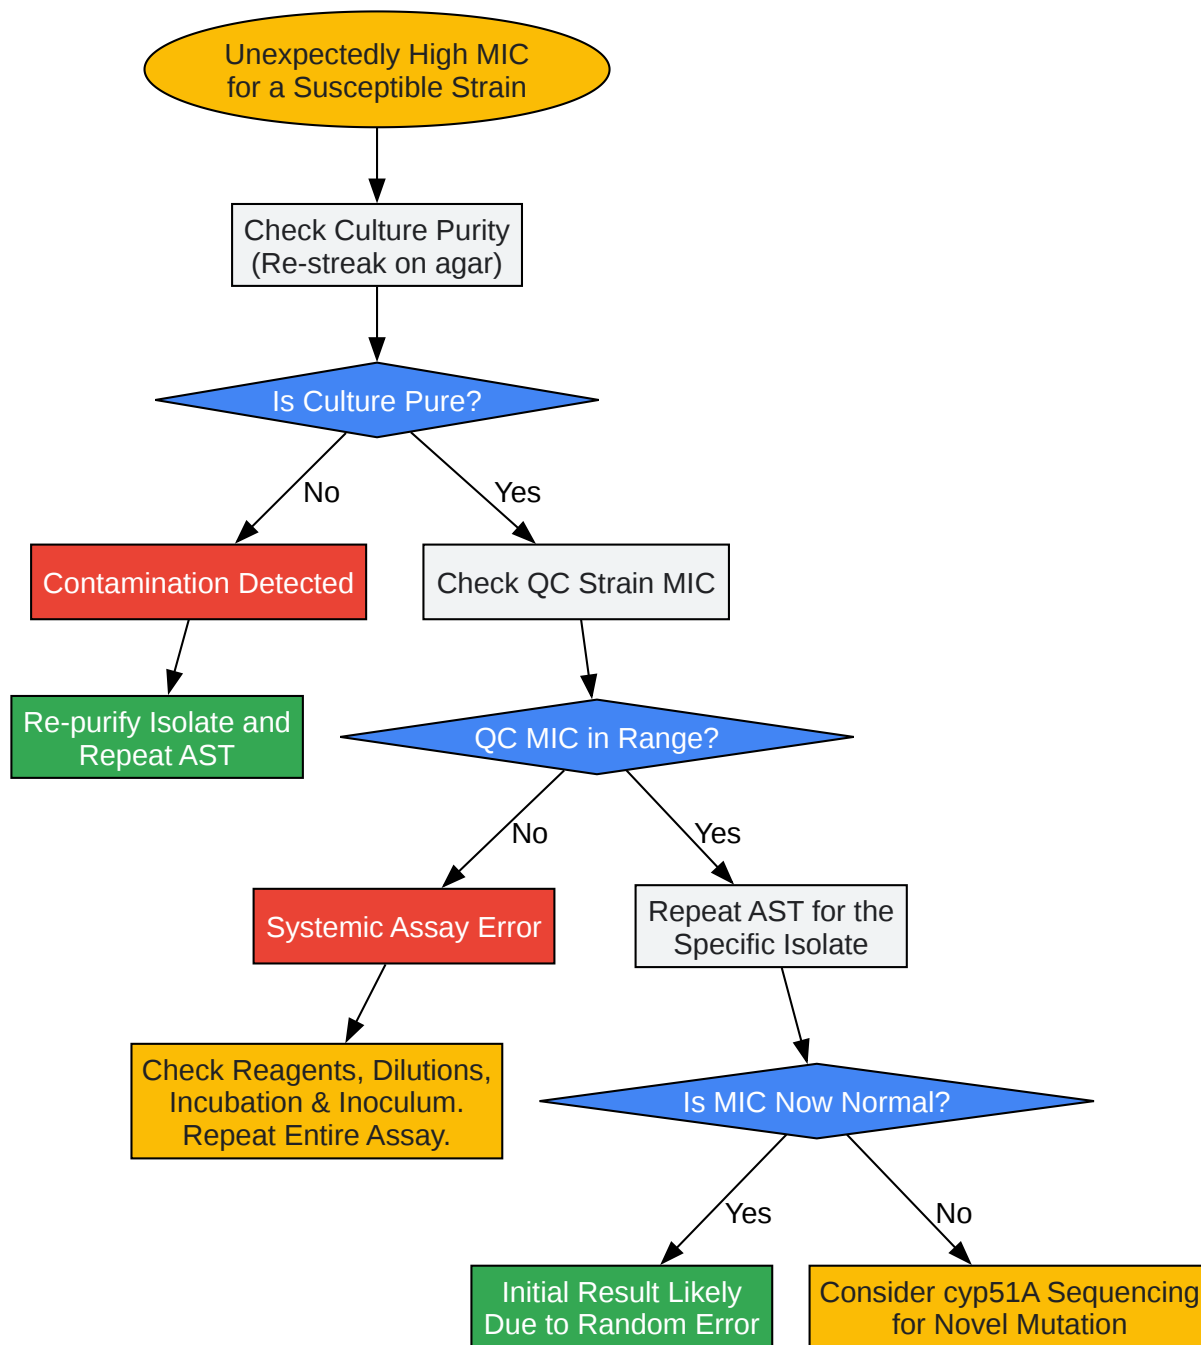 Unexpectedly High MIC
for a Susceptible Strain
Check Culture Purity
(Re-streak on agar)
Is Culture Pure?
No
Yes
Contamination Detected
Check QC Strain MIC
Re-purify Isolate and
Repeat AST
QC MIC in Range?
No
Yes
Systemic Assay Error
Repeat AST for the
Specific Isolate
Check Reagents, Dilutions,
Incubation & Inoculum.
Repeat Entire Assay.
Is MIC Now Normal?
Yes
No
Initial Result Likely
Due to Random Error
Consider cyp51A Sequencing
for Novel Mutation